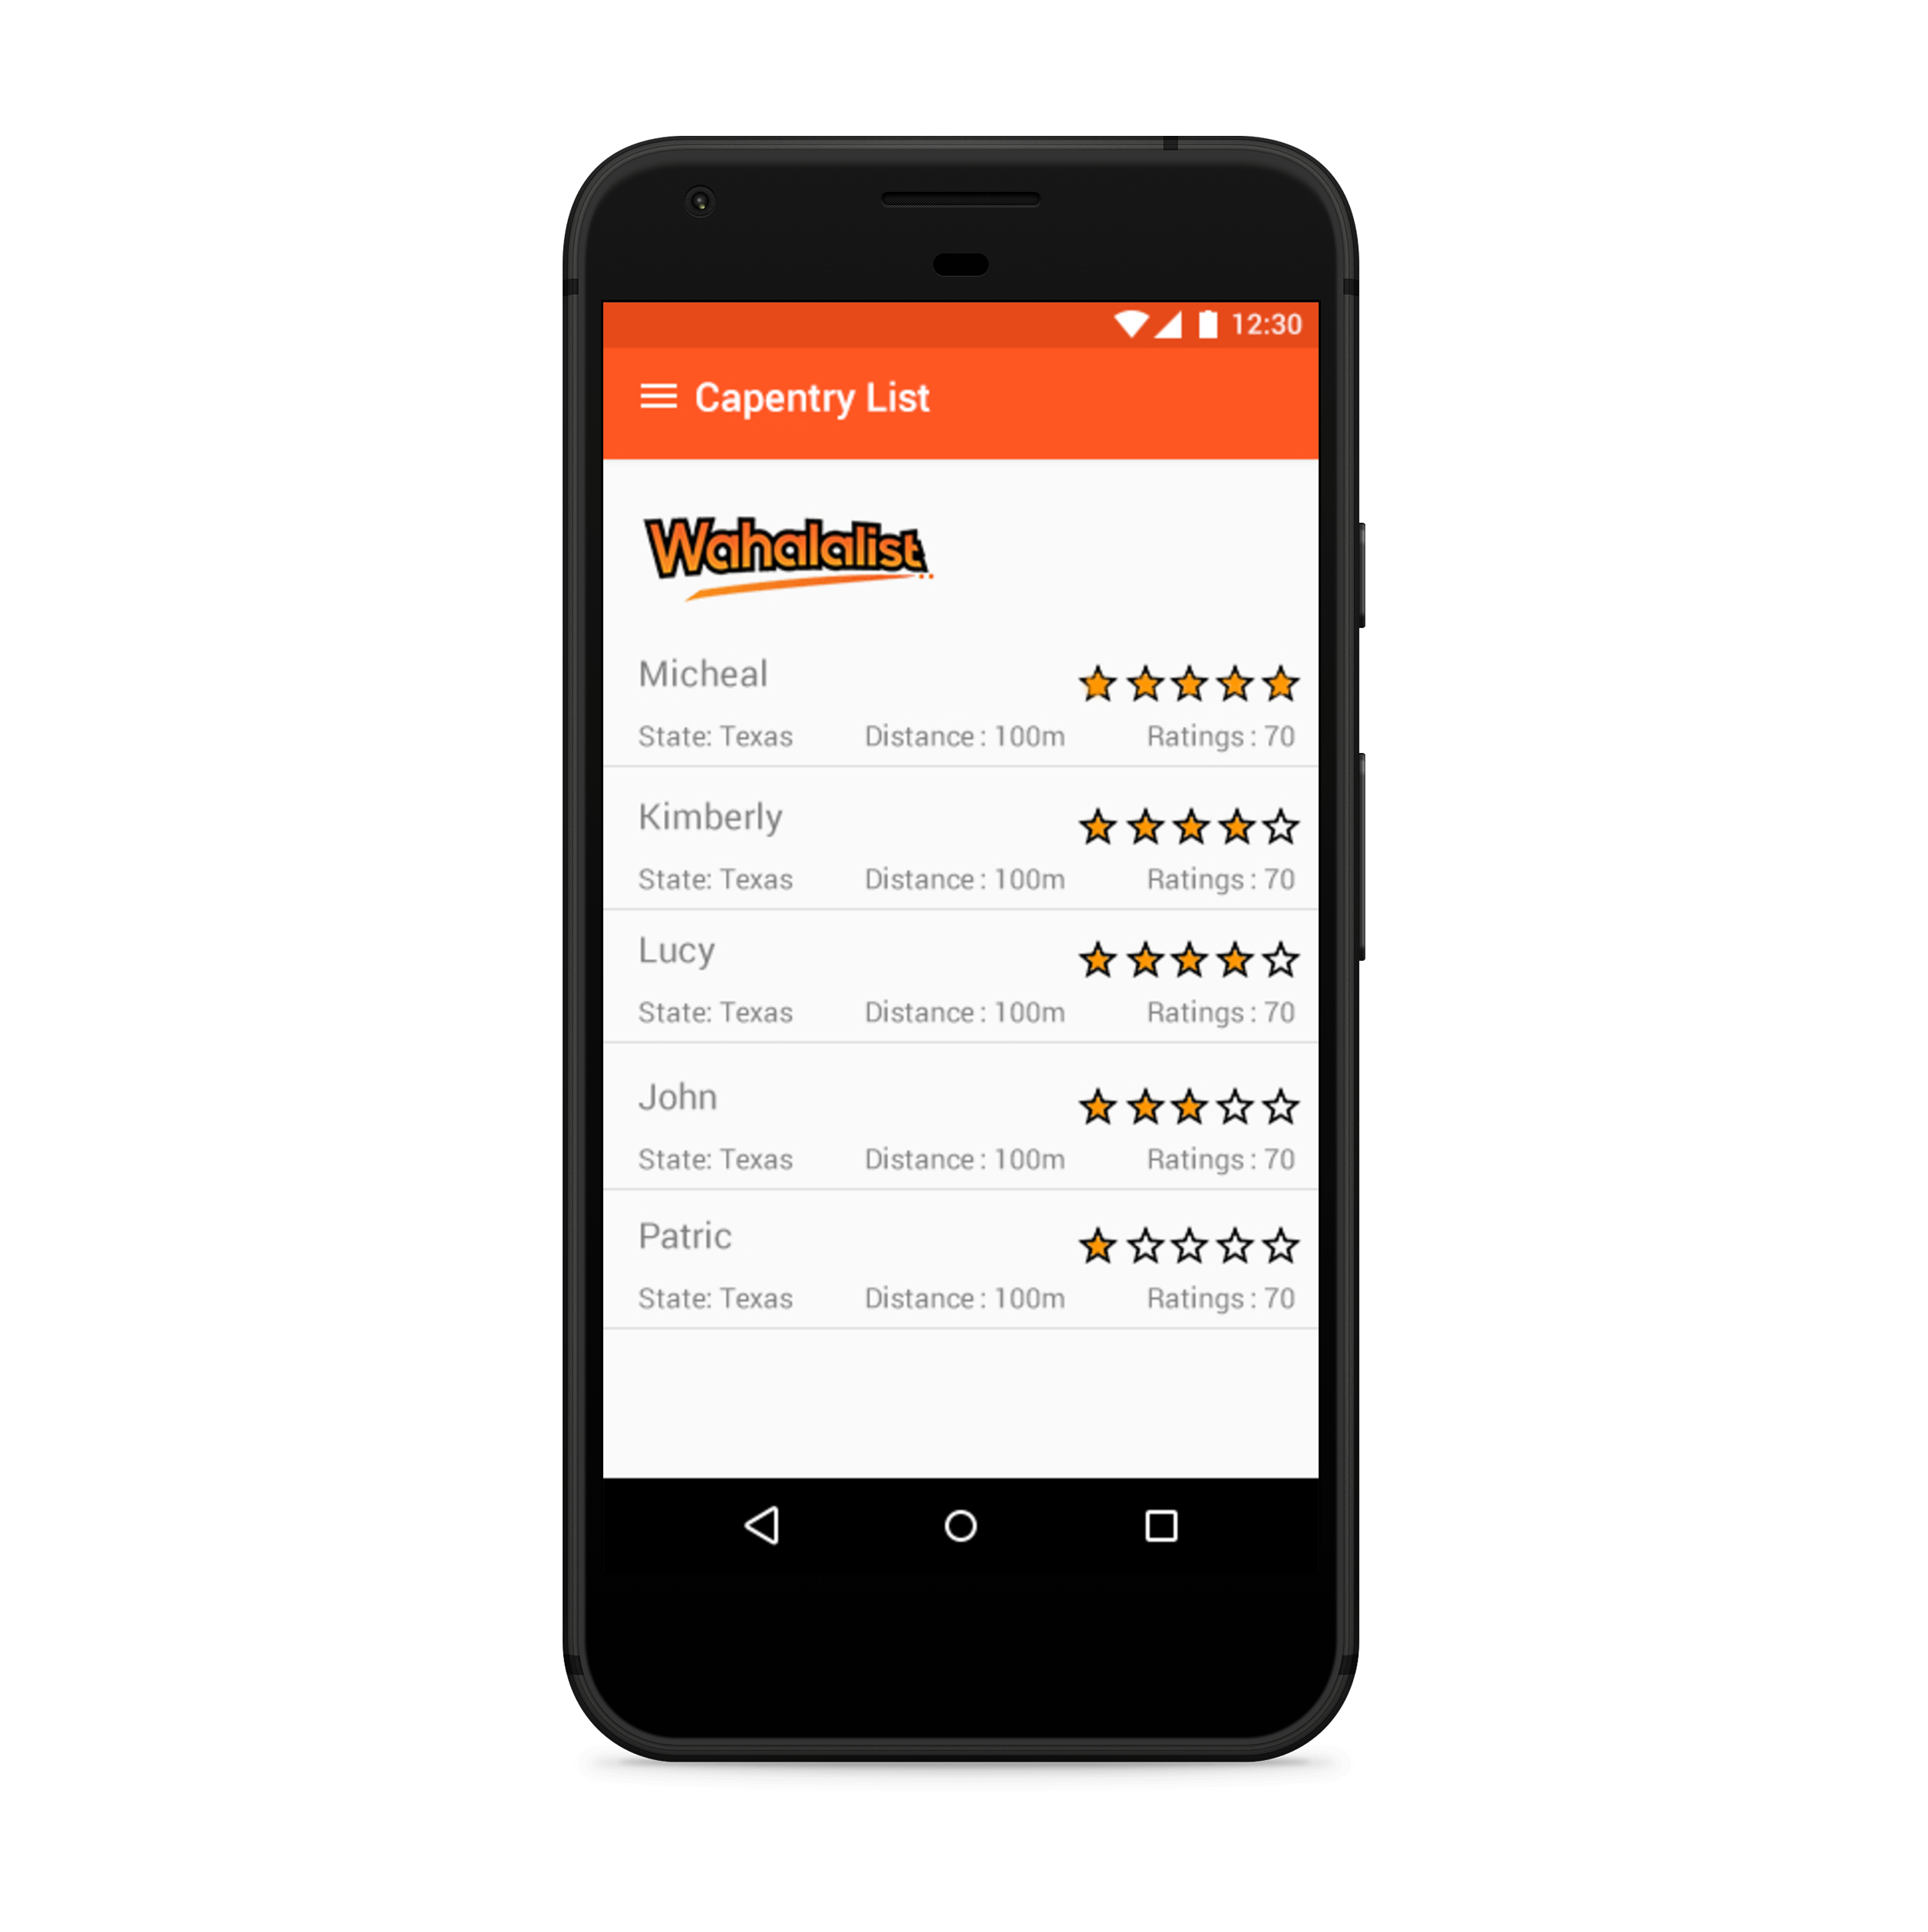 12:30
Capentry List
Wahalalist
Micheal
State: Texas Distance : 100m Ratings : 70
Kimberly
State: Texas Distance : 100m Ratings : 70
Lucy
State: Texas Distance : 100m Ratings : 70
John
State: Texas Distance : 100m Ratings : 70
Patric
State: Texas Distance : 100m Ratings : 70